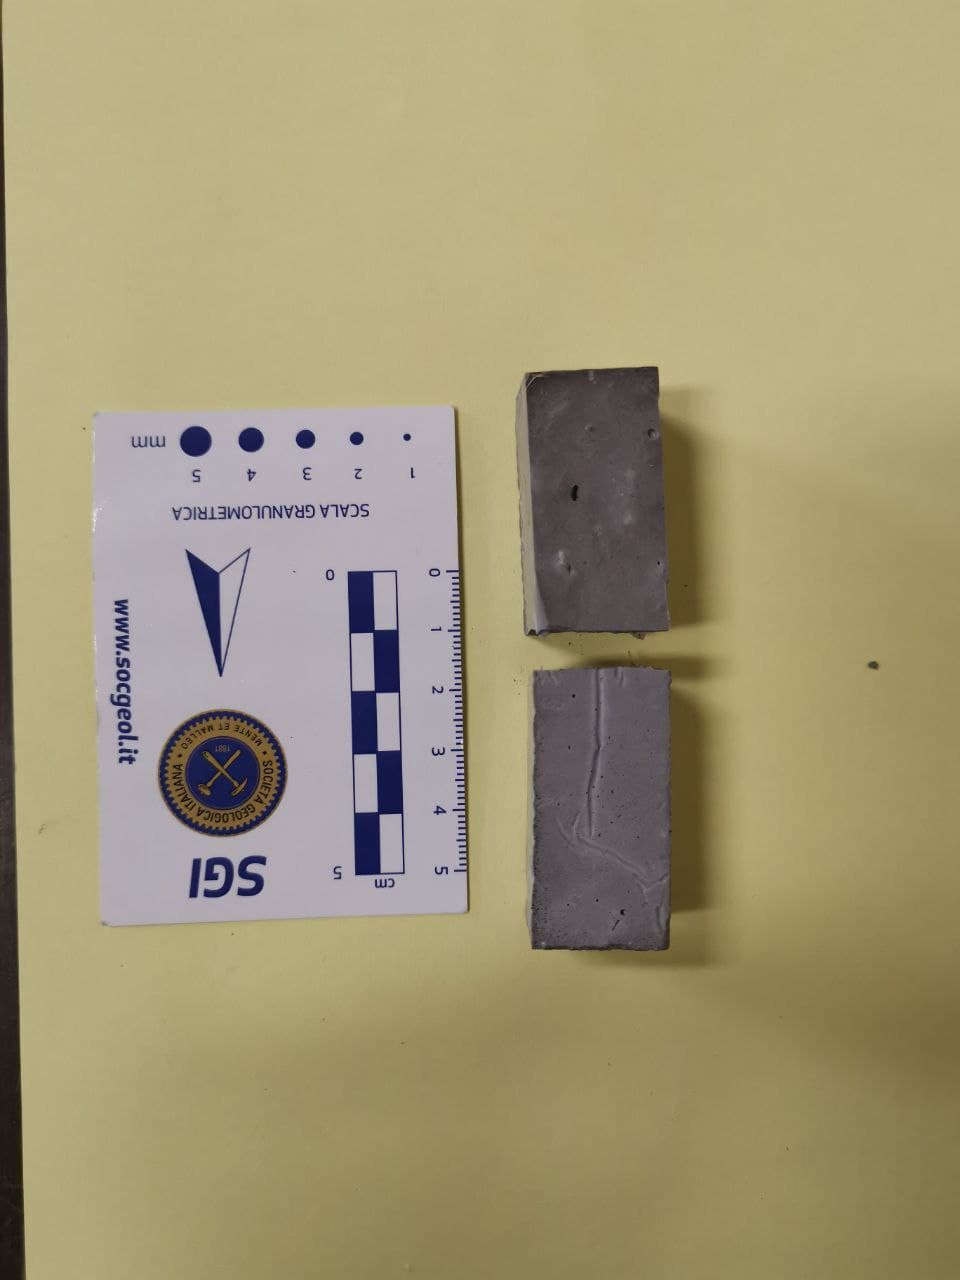 SGI
SOCIETÀ GEOLOGICA ITALIANA
MENTE ET MALLEO
1881
www.socgeol.it
cm
5
0
5
4
3
2
1
0
SCALA GRANULOMETRICA
1 2 3 4 5
mm